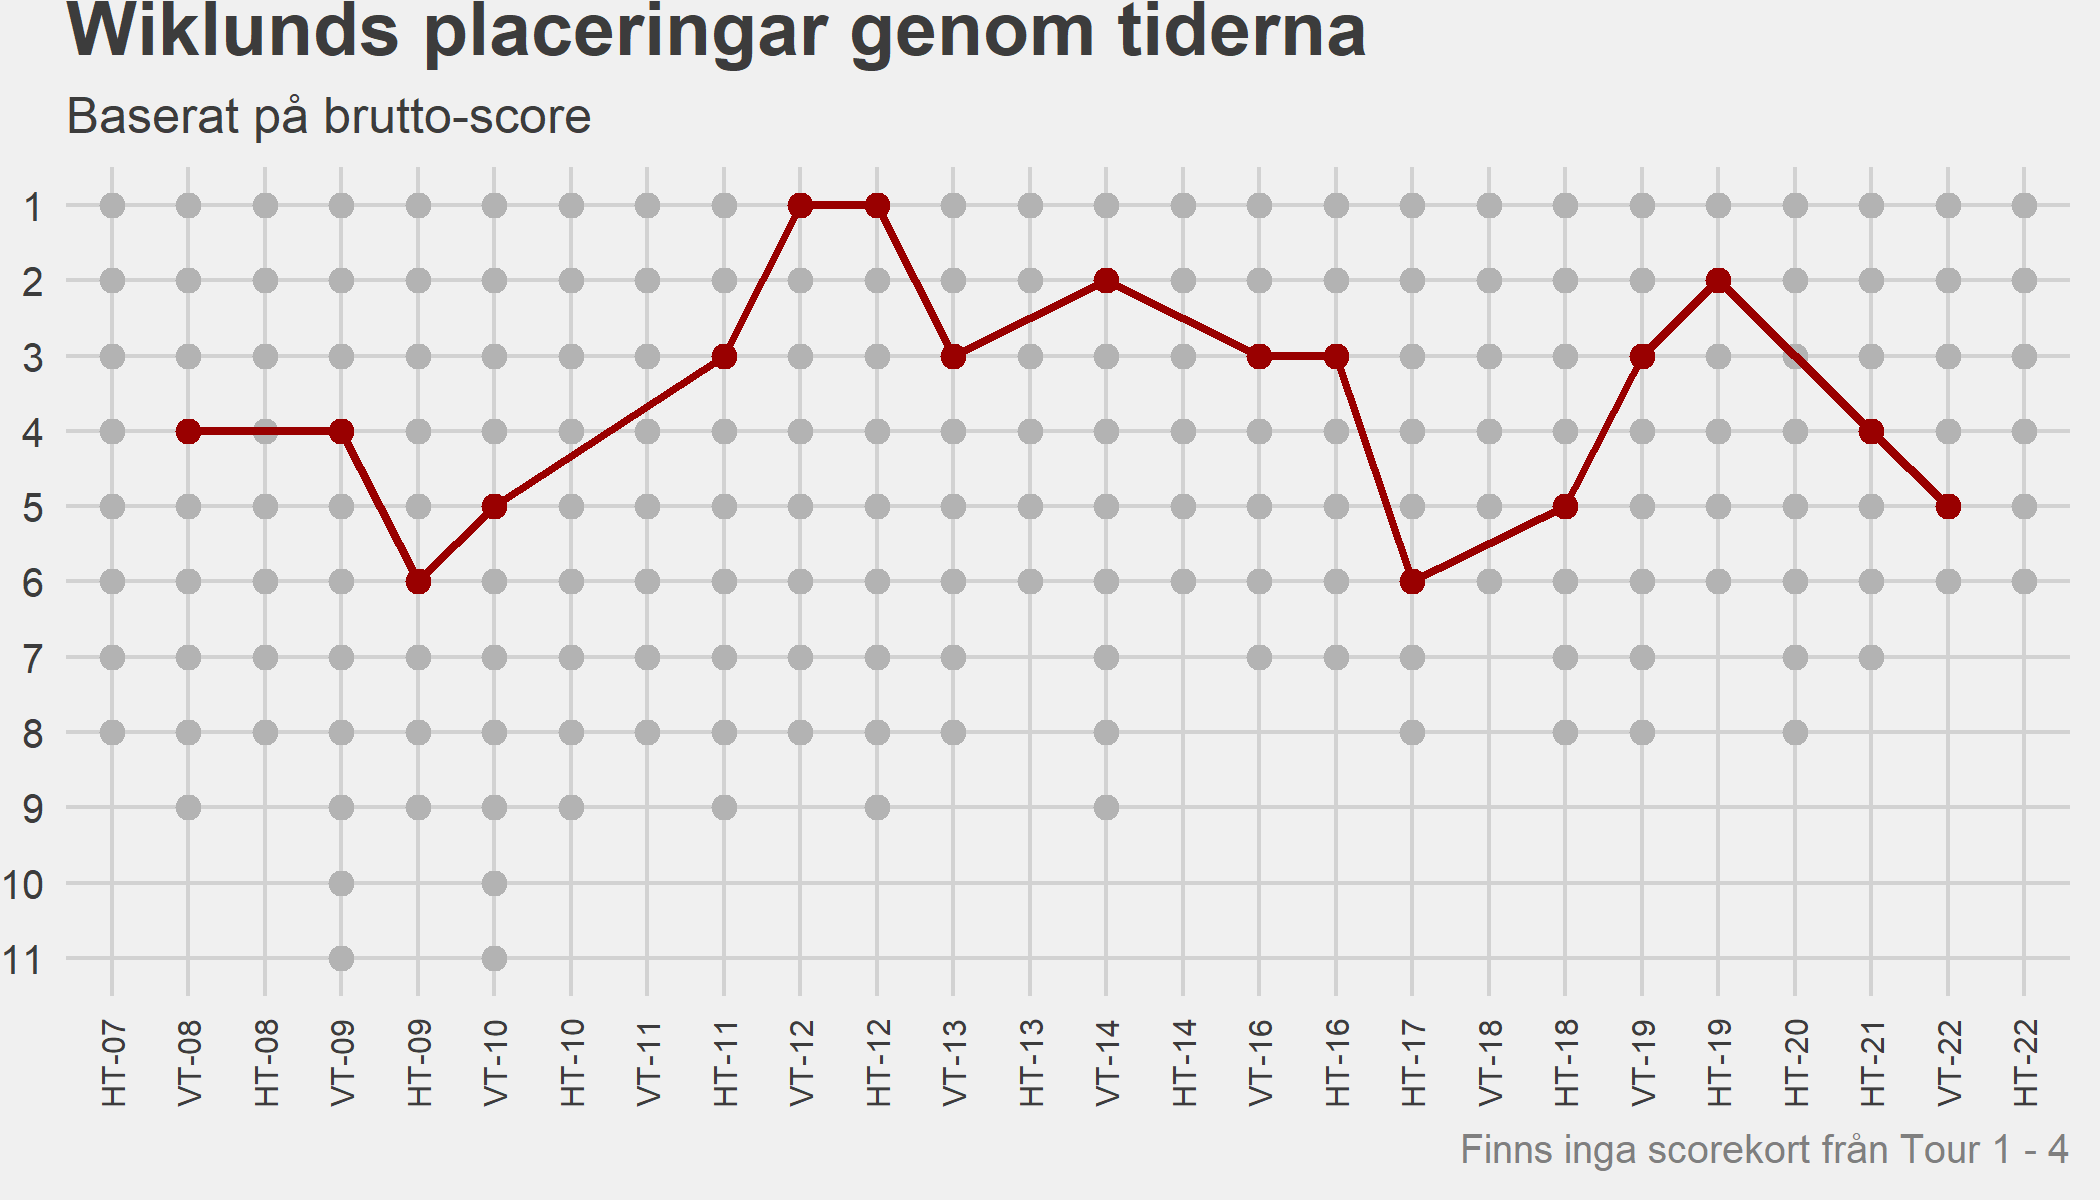 Wiklunds placeringar genom tiderna
Baserat på brutto-score
1
2
3
4
5
6
7
8
9
10
11
HT-07
VT-08
HT-08
VT-09
HT-09
VT-10
HT-10
VT-11
HT-11
VT-12
HT-12
VT-13
HT-13
VT-14
HT-14
VT-16
HT-16
HT-17
VT-18
HT-18
VT-19
HT-19
HT-20
HT-21
VT-22
HT-22
Finns inga scorekort från Tour 1 - 4